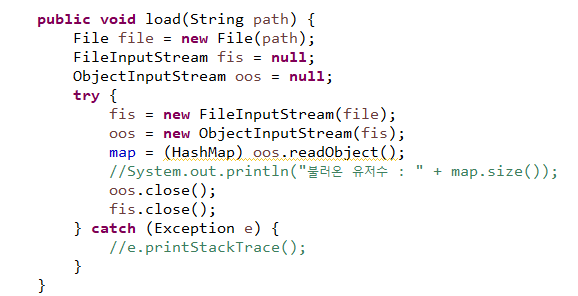 public void load(String path) {
    File file = new File(path);
    FileInputStream fis = null;
    ObjectInputStream oos = null;
    try {
        fis = new FileInputStream(file);
        oos = new ObjectInputStream(fis);
        map = (HashMap) oos.readObject();
        //System.out.println("불러온 유저수 : " + map.size());
        oos.close();
        fis.close();
    } catch (Exception e) {
        //e.printStackTrace();
    }
}